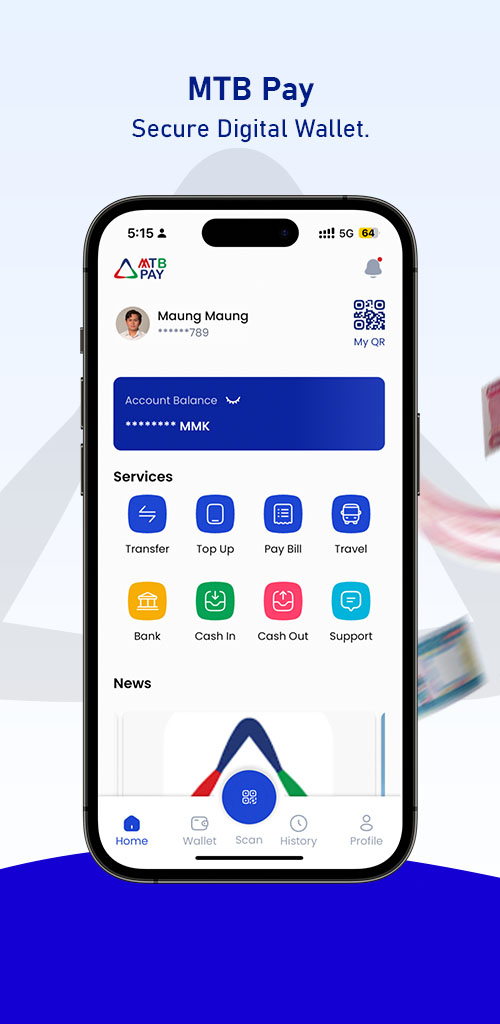 MTB Pay
Secure Digital Wallet.
5:15 5G 64
MTB
PAY
Maung Maung
******789
My QR
Account Balance
******** MMK
Services
Transfer Top Up Pay Bill Travel
Bank Cash In Cash Out Support
News
Home Wallet Scan History Profile